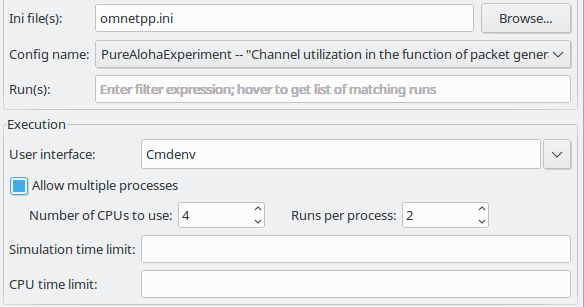 Ini file(s): omnetpp.ini Browse...
Config name: PureAlohaExperiment -- "Channel utilization in the function of packet gener
Run(s): Enter filter expression; hover to get list of matching runs
Execution
User interface: Cmdenv
Allow multiple processes
Number of CPUs to use: 4 Runs per process: 2
Simulation time limit:
CPU time limit: